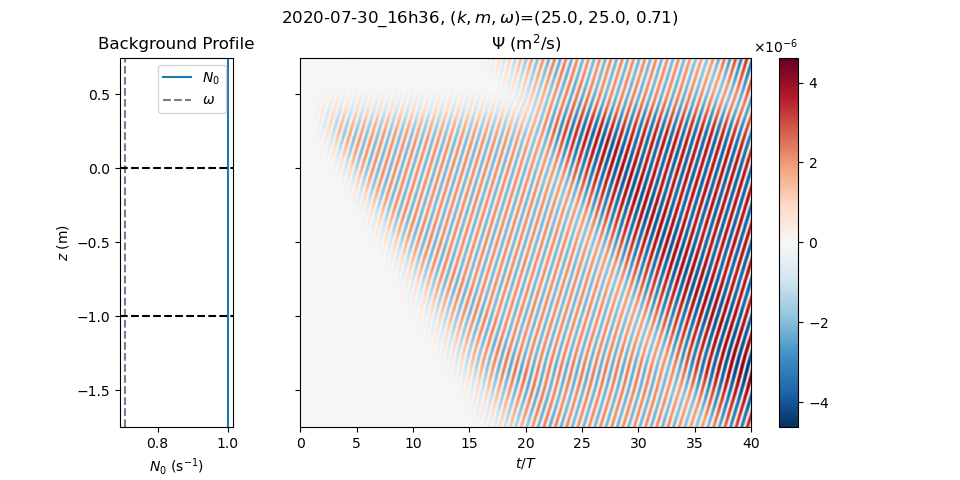 2020-07-30_16h36, (k, m, ω)=(25.0, 25.0, 0.71)
Background Profile
Ψ (m²/s)
×10⁻⁶
N₀
ω
0.5
0.0
−0.5
−1.0
−1.5
z (m)
0.8 1.0
N₀ (s⁻¹)
0 5 10 15 20 25 30 35 40
t/T
4
2
0
−2
−4